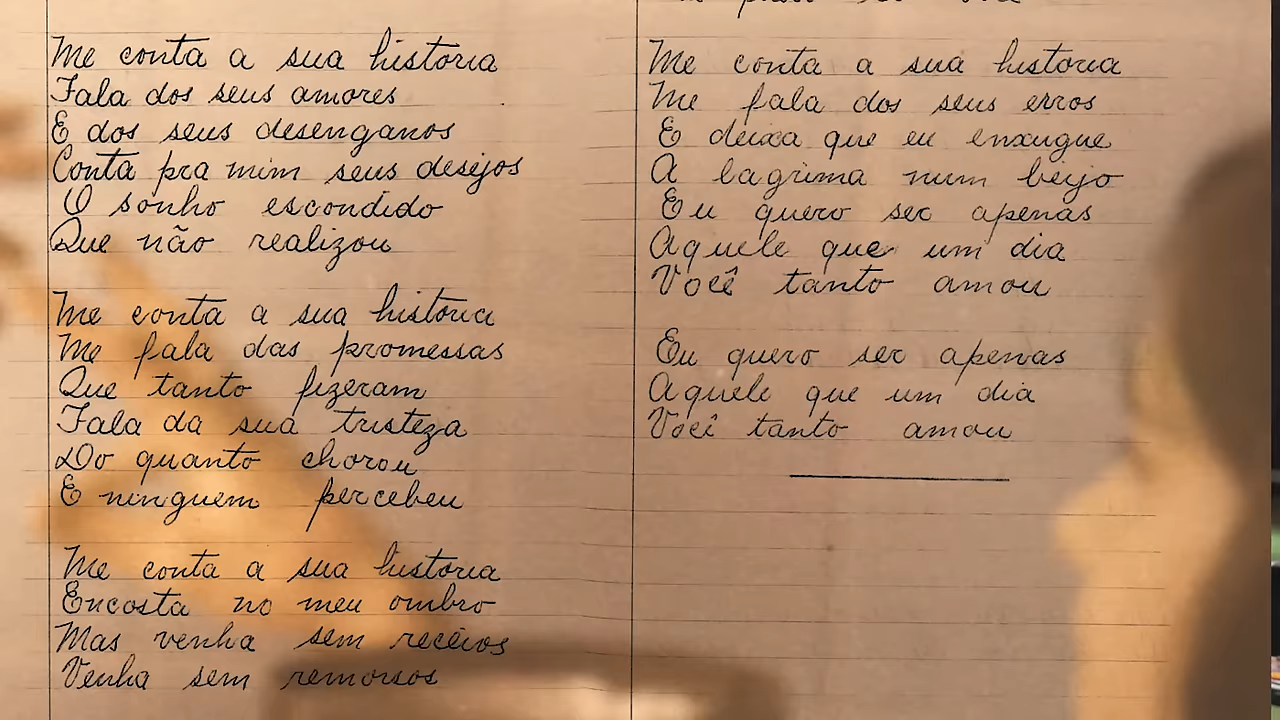 Me conta a sua historia
Fala dos seus amores
E dos seus desenganos
Conta pra mim seus desejos
O sonho escondido
Que não realizou
Me conta a sua historia
Me fala das promessas
Que tanto fizeram
Fala da sua tristeza
Do quanto chorou
E ninguem percebeu
Me conta a sua historia
Encosta no meu ombro
Mas venha sem receios
Venha sem remorsos
Me conta a sua historia
Me fala dos seus erros
E deixa que eu enxugue
A lagrima num beijo
Eu quero ser apenas
Aquele que um dia
Você tanto amou
Eu quero ser apenas
Aquele que um dia
Você tanto amou